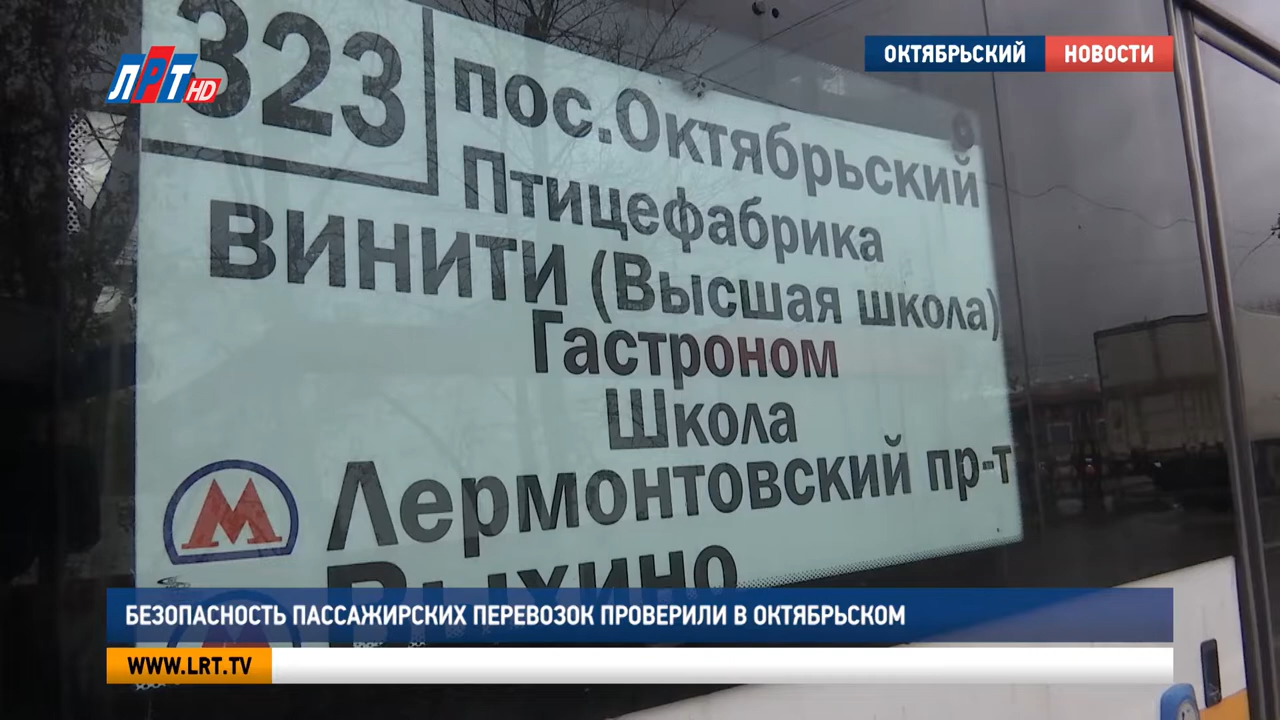 323
пос.Октябрьский
Птицефабрика
ВИНИТИ (Высшая школа)
Гастроном
Школа
М Лермонтовский пр-т
Выхино
ЛРТ HD
ОКТЯБРЬСКИЙ НОВОСТИ
БЕЗОПАСНОСТЬ ПАССАЖИРСКИХ ПЕРЕВОЗОК ПРОВЕРИЛИ В ОКТЯБРЬСКОМ
WWW.LRT.TV